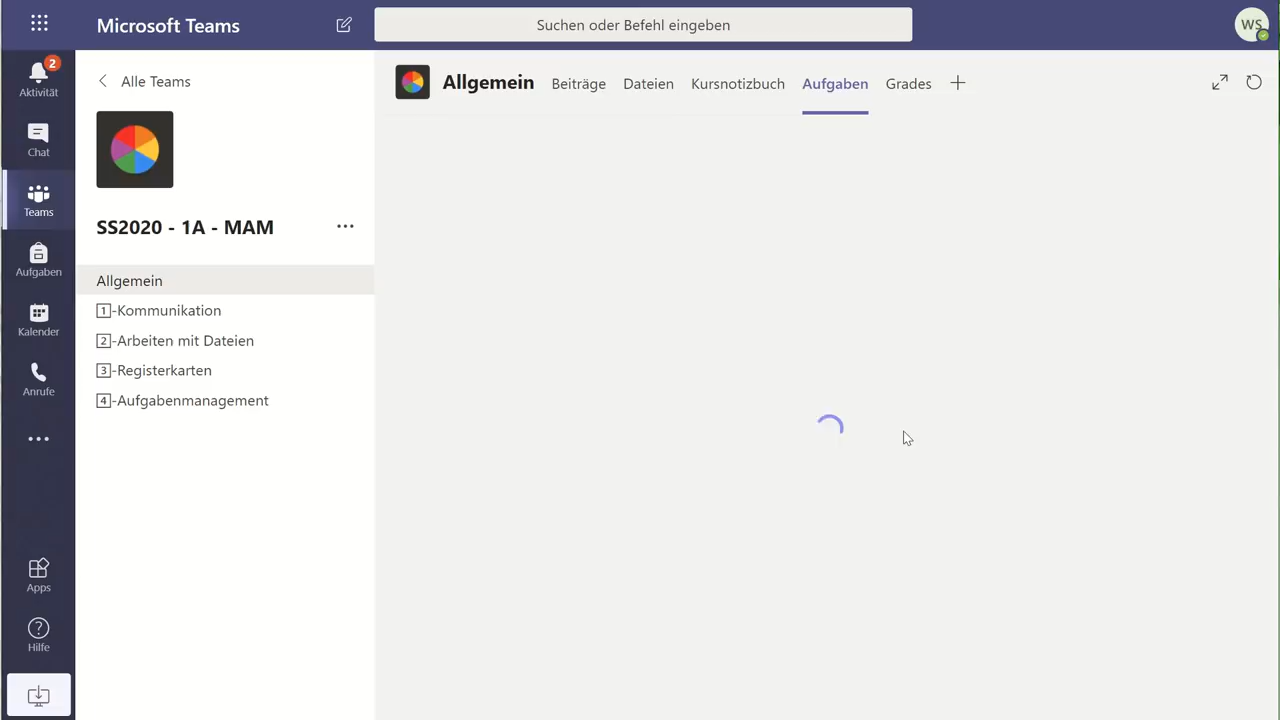 Microsoft Teams
Suchen oder Befehl eingeben
WS
2
Aktivität
Chat
Teams
Aufgaben
Kalender
Anrufe
Apps
Hilfe
Alle Teams
SS2020 - 1A - MAM
Allgemein
1-Kommunikation
2-Arbeiten mit Dateien
3-Registerkarten
4-Aufgabenmanagement
Allgemein Beiträge Dateien Kursnotizbuch Aufgaben Grades